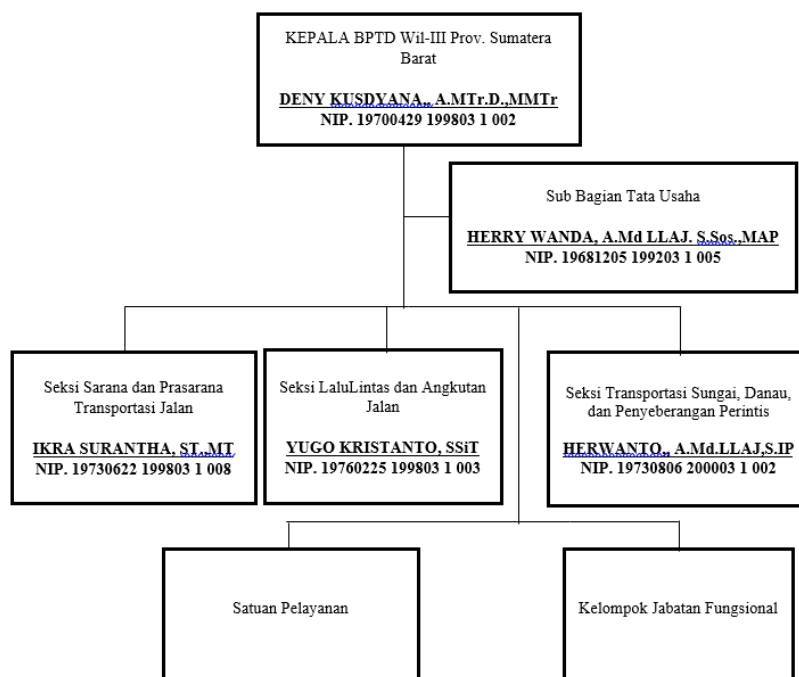 KEPALA BPTD Wil-III Prov. Sumatera
Barat
DENY KUSDYANA,, A.MTr.D.,MMTr
NIP. 19700429 199803 1 002
Sub Bagian Tata Usaha
HERRY WANDA, A.Md LLAJ. S.Sos.,MAP
NIP. 19681205 199203 1 005
Seksi Sarana dan Prasarana
Transportasi Jalan
IKRA SURANTHA, ST.,MT
NIP. 19730622 199803 1 008
Seksi LaluLintas dan Angkutan
Jalan
YUGO KRISTANTO, SSiT
NIP. 19760225 199803 1 003
Seksi Transportasi Sungai, Danau,
dan Penyeberangan Perintis
HERWANTO,, A.Md.LLAJ,S.IP
NIP. 19730806 200003 1 002
Satuan Pelayanan
Kelompok Jabatan Fungsional